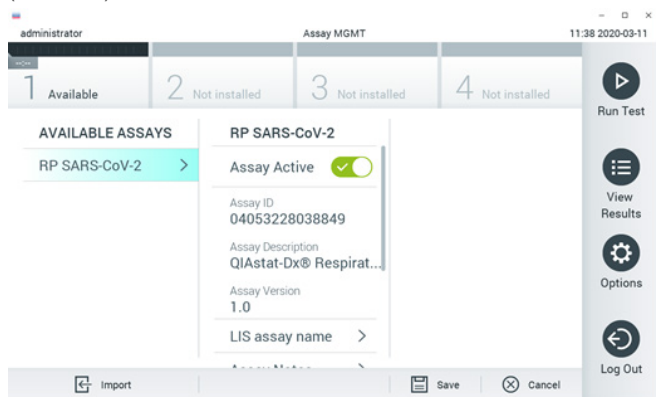 administrator Assay MGMT 11:38 2020-03-11
1 Available 2 Not installed 3 Not installed 4 Not installed
Run Test
AVAILABLE ASSAYS RP SARS-CoV-2
RP SARS-CoV-2 > Assay Active
Assay ID
04053228038849
View
Results
Assay Description
QIAstat-Dx® Respirat...
Options
Assay Version
1.0
LIS assay name >
Log Out
Import Save Cancel